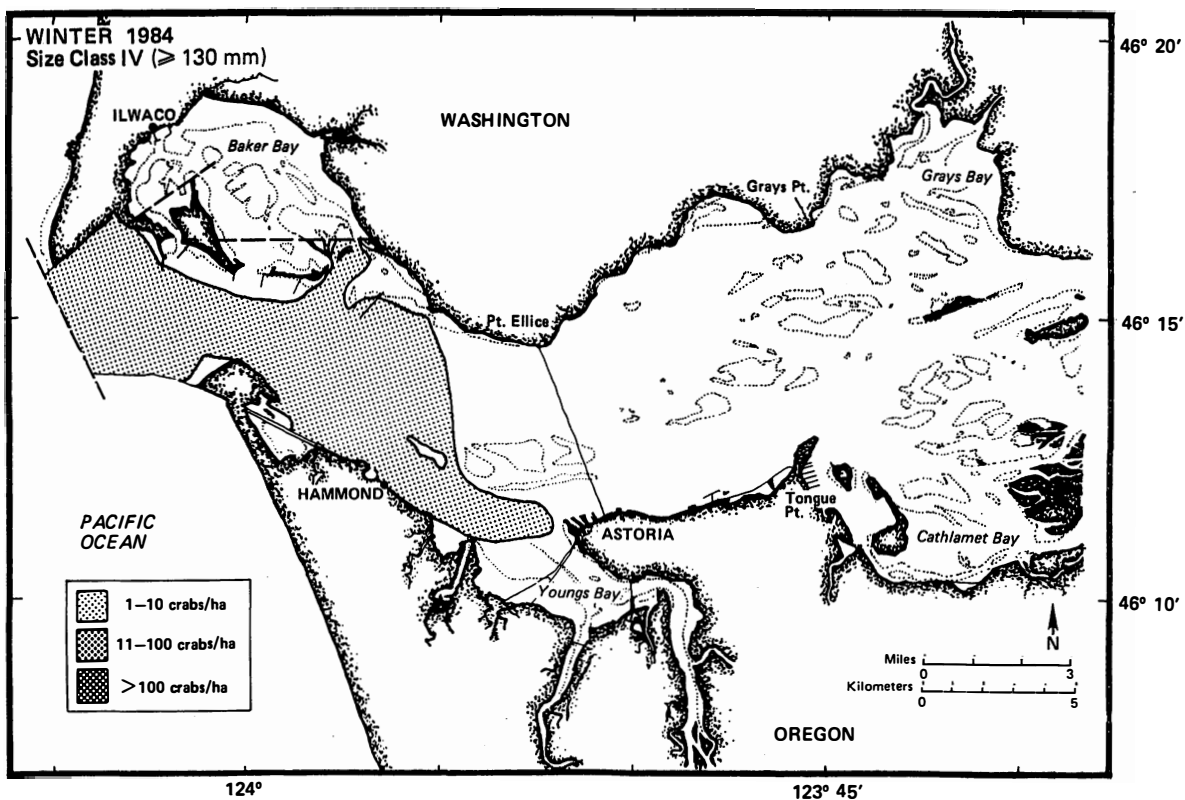 WINTER 1984
Size Class IV (≥ 130 mm)
46° 20′
ILWACO
WASHINGTON
Baker Bay
Grays Pt.
Grays Bay
Pt. Ellice
46° 15′
HAMMOND
Tongue
Pt.
PACIFIC
OCEAN
ASTORIA
Cathlamet Bay
Youngs Bay
46° 10′
1–10 crabs/ha
11–100 crabs/ha
>100 crabs/ha
N
Miles
0 3
Kilometers
0 5
OREGON
124°
123° 45′